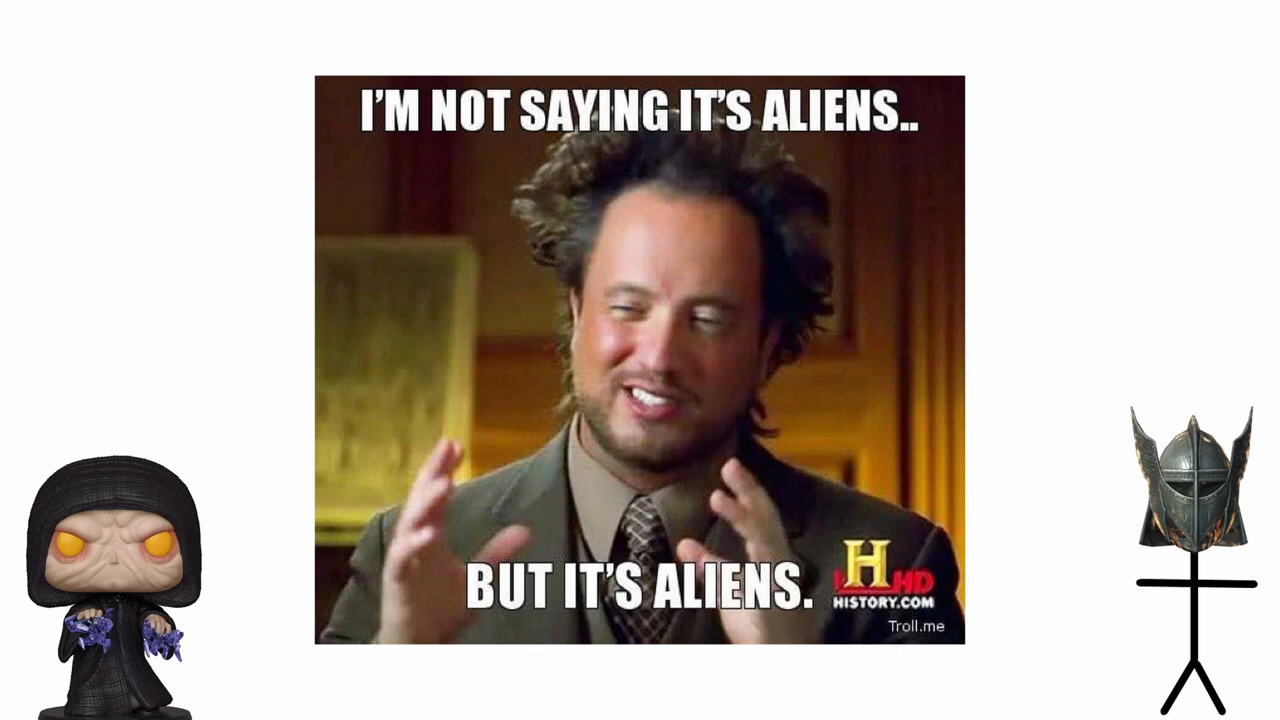 I'M NOT SAYING IT'S ALIENS..
BUT IT'S ALIENS.
H HD
HISTORY.COM
Troll.me